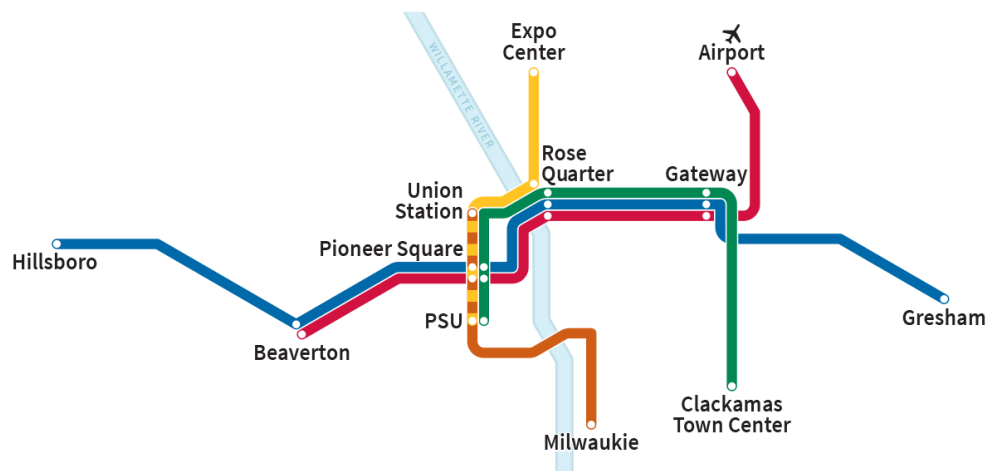 Expo
Center
Airport
WILLAMETTE RIVER
Rose
Quarter
Gateway
Union
Station
Pioneer Square
Hillsboro
PSU
Gresham
Beaverton
Clackamas
Town Center
Milwaukie